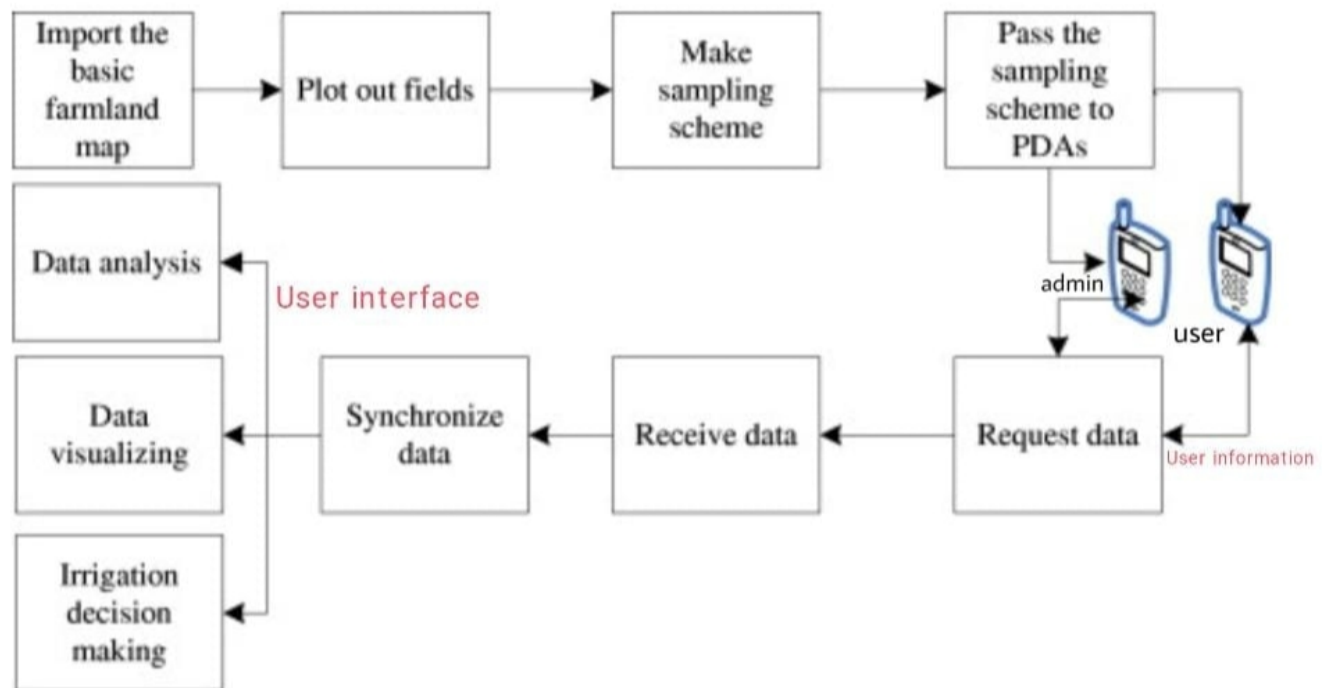 Import the
basic
farmland
map
Plot out fields
Make
sampling
scheme
Pass the
sampling
scheme to
PDAs
Data analysis
User interface
admin
user
Data
visualizing
Synchronize
data
Receive data
Request data
User information
Irrigation
decision
making